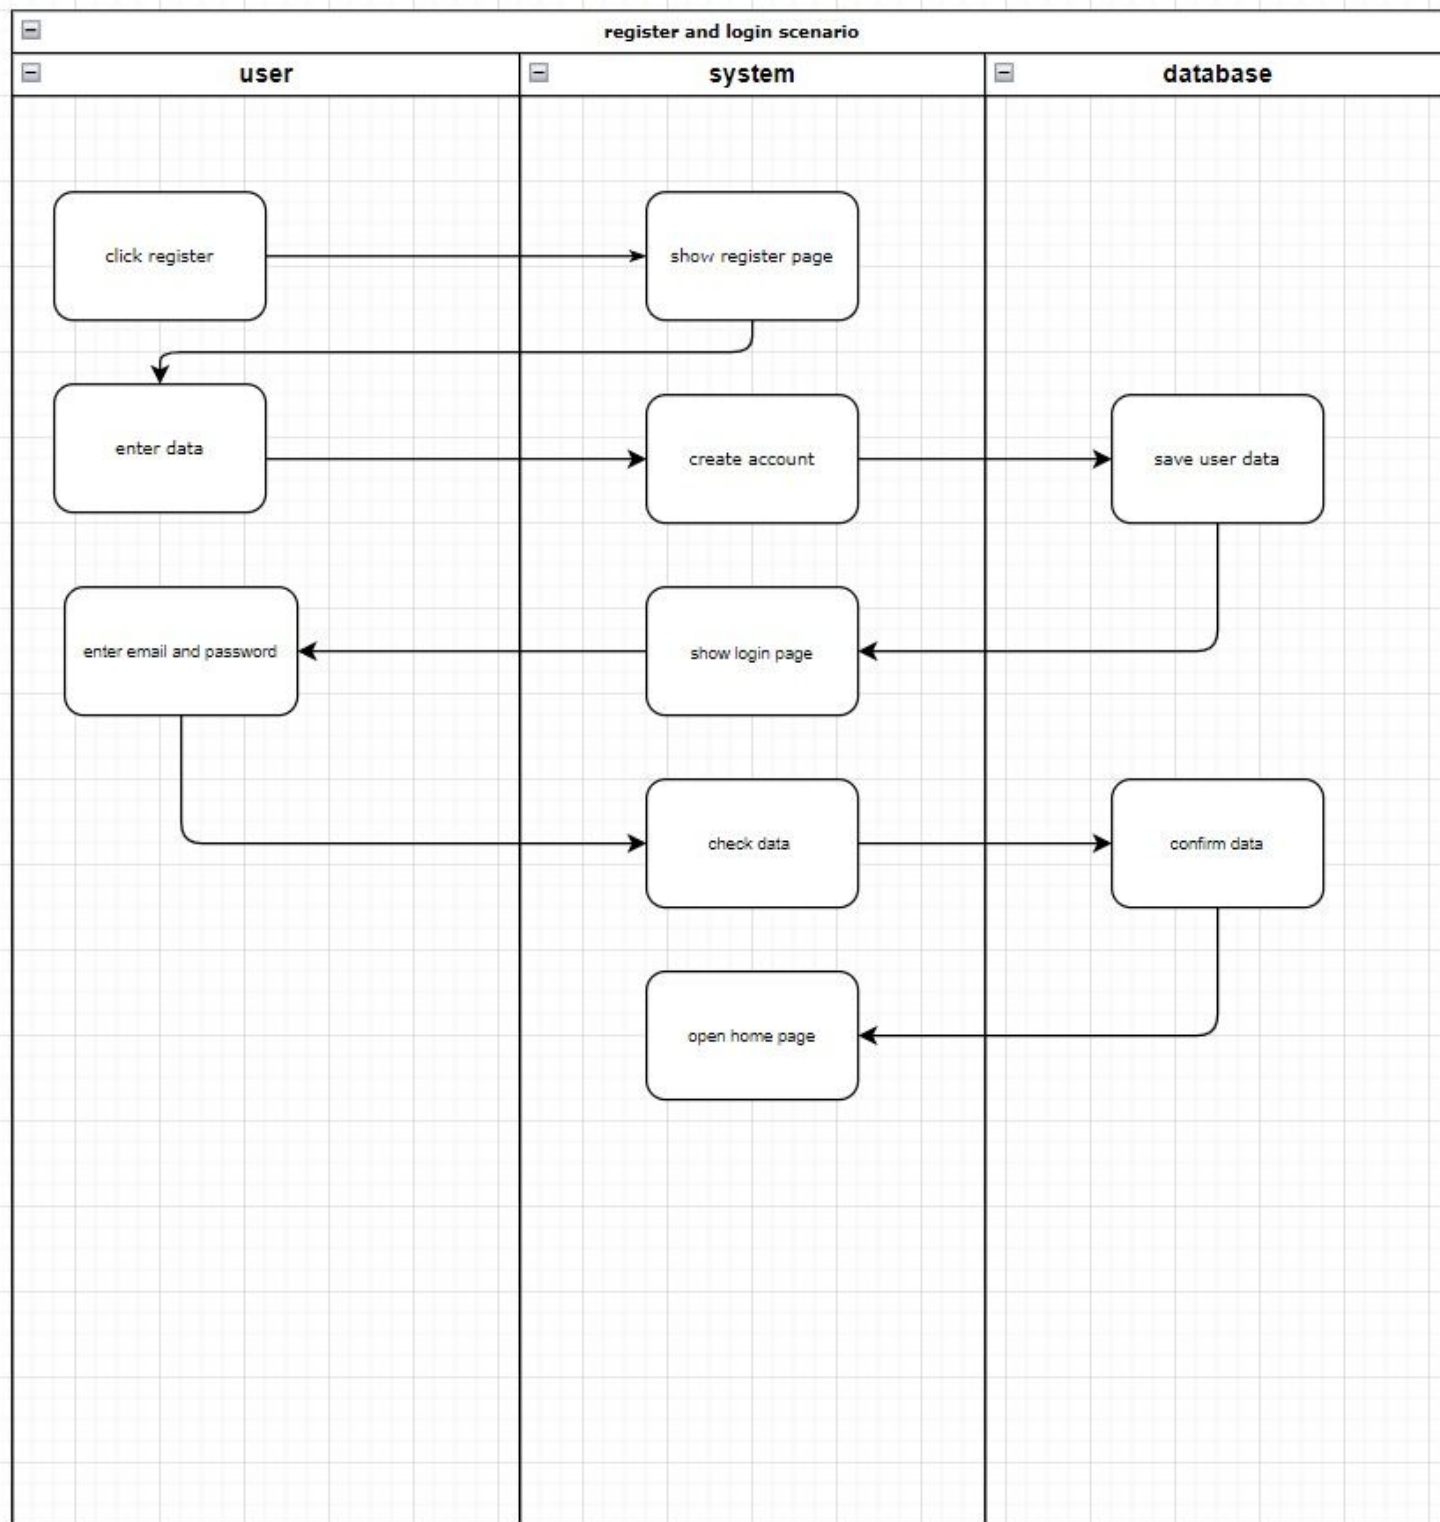 register and login scenario
user
system
database
click register
show register page
enter data
create account
save user data
enter email and password
show login page
check data
confirm data
open home page